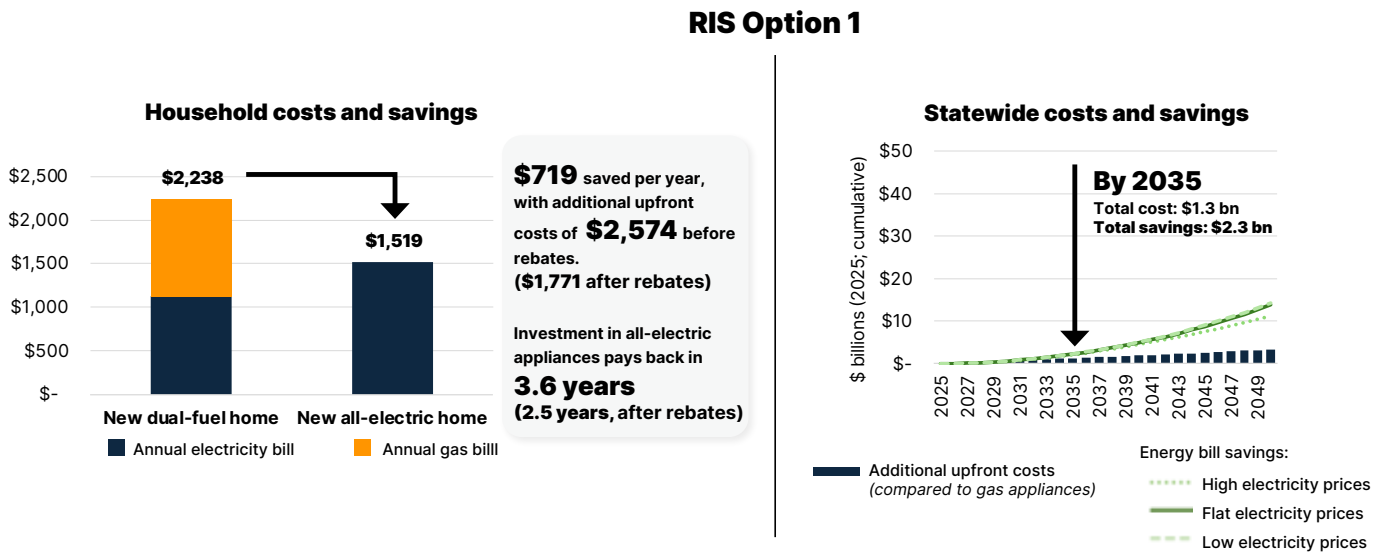 RIS Option 1
Household costs and savings
$2,500
$2,000
$1,500
$1,000
$500
$-
$2,238
$1,519
New dual-fuel home
New all-electric home
Annual electricity bill
Annual gas billl
$719 saved per year,
with additional upfront
costs of $2,574 before
rebates.
($1,771 after rebates)
Investment in all-electric
appliances pays back in
3.6 years
(2.5 years, after rebates)
Statewide costs and savings
$ billions (2025; cumulative)
$50
$40
$30
$20
$10
$-
By 2035
Total cost: $1.3 bn
Total savings: $2.3 bn
2025
2027
2029
2031
2033
2035
2037
2039
2041
2043
2045
2047
2049
Additional upfront costs
(compared to gas appliances)
Energy bill savings:
High electricity prices
Flat electricity prices
Low electricity prices